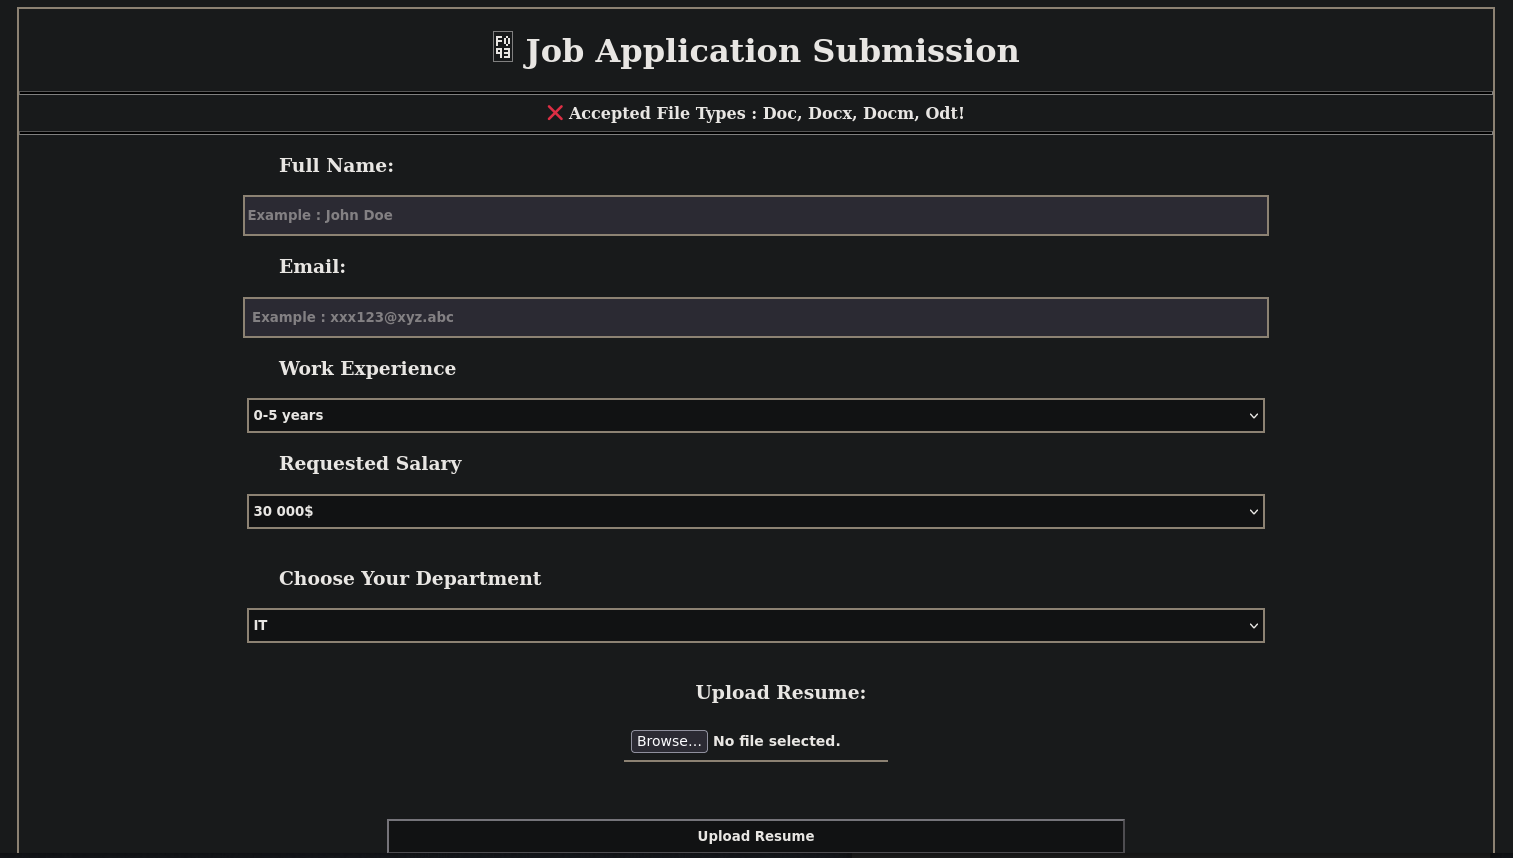 Job Application Submission
❌ Accepted File Types : Doc, Docx, Docm, Odt!
Full Name:
Example : John Doe
Email:
Example : xxx123@xyz.abc
Work Experience
0-5 years
Requested Salary
30 000$
Choose Your Department
IT
Upload Resume:
Browse... No file selected.
Upload Resume